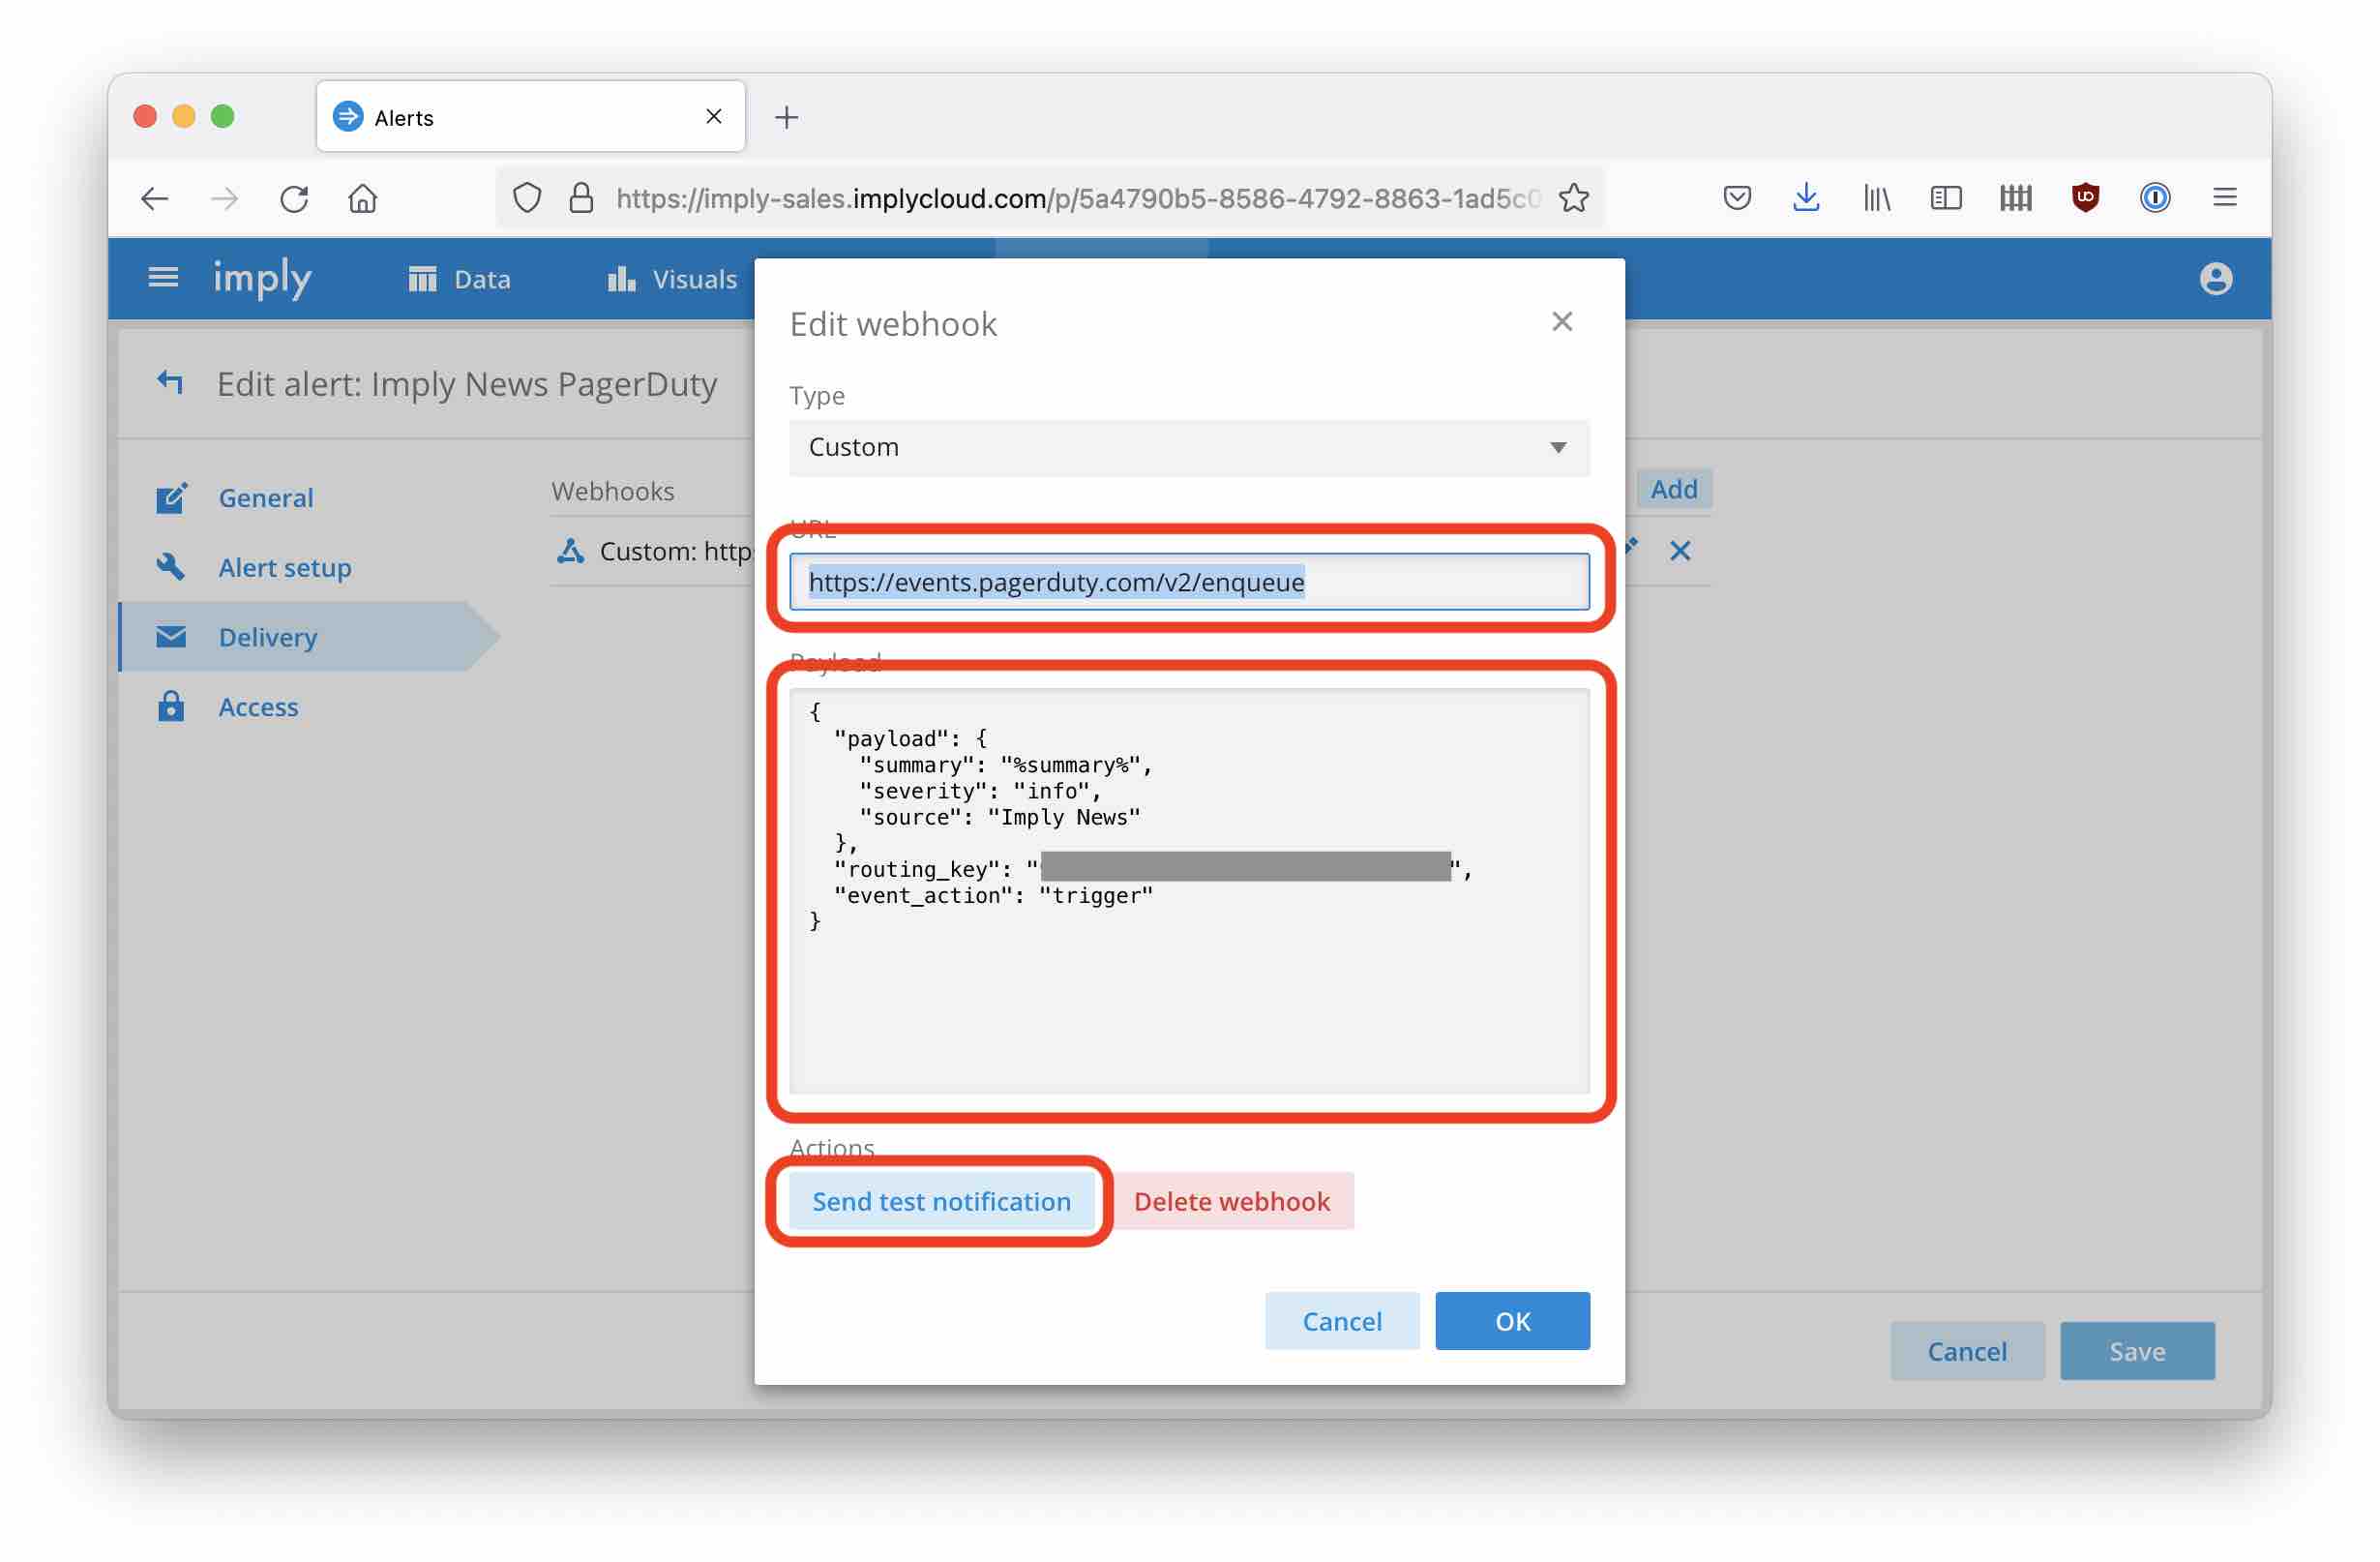 Alerts
https://imply-sales.implycloud.com/p/5a4790b5-8586-4792-8863-1ad5c0
imply
Data
Visuals
Edit alert: Imply News PagerDuty
General
Alert setup
Delivery
Access
Webhooks
Add
Custom: http
Edit webhook
Type
Custom
URL
https://events.pagerduty.com/v2/enqueue
Payload
{
"payload": {
"summary": "%summary%",
"severity": "info",
"source": "Imply News"
},
"routing_key": "",
"event_action": "trigger"
}
Actions
Send test notification
Delete webhook
Cancel
OK
Cancel
Save